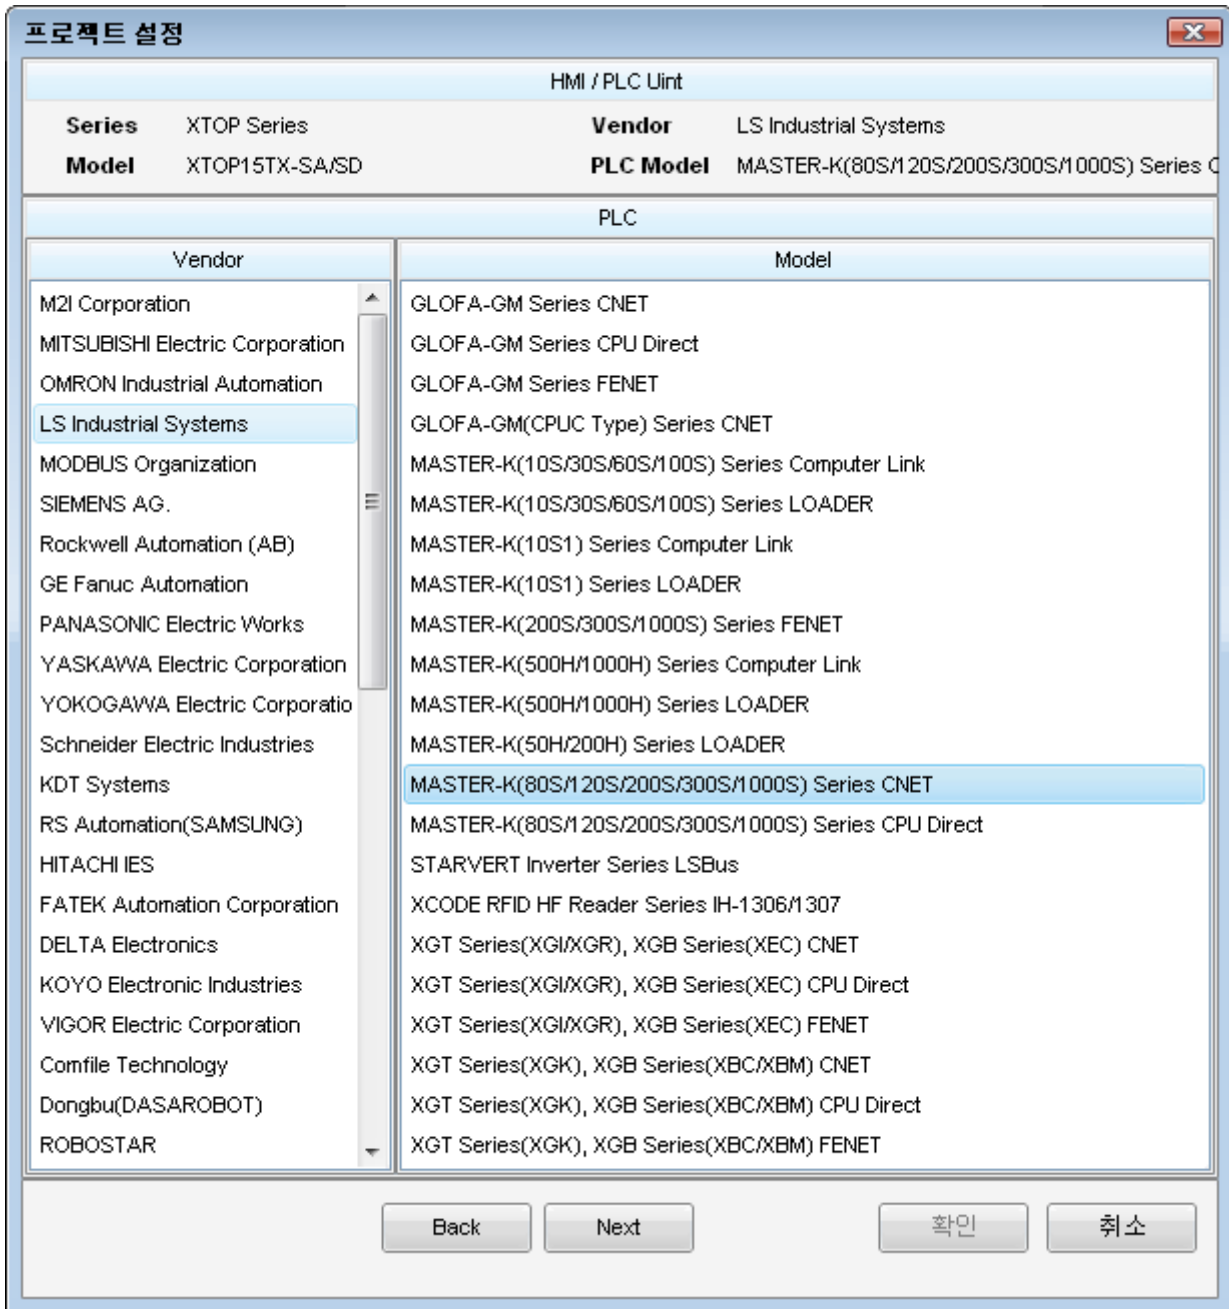 프로젝트 설정
HMI / PLC Uint
Series XTOP Series Vendor LS Industrial Systems
Model XTOP15TX-SA/SD PLC Model MASTER-K(80S/120S/200S/300S/1000S) Series C
PLC
Vendor Model
M2I Corporation GLOFA-GM Series CNET
MITSUBISHI Electric Corporation GLOFA-GM Series CPU Direct
OMRON Industrial Automation GLOFA-GM Series FENET
LS Industrial Systems GLOFA-GM(CPUC Type) Series CNET
MODBUS Organization MASTER-K(10S/30S/60S/100S) Series Computer Link
SIEMENS AG. MASTER-K(10S/30S/60S/100S) Series LOADER
Rockwell Automation (AB) MASTER-K(10S1) Series Computer Link
GE Fanuc Automation MASTER-K(10S1) Series LOADER
PANASONIC Electric Works MASTER-K(200S/300S/1000S) Series FENET
YASKAWA Electric Corporation MASTER-K(500H/1000H) Series Computer Link
YOKOGAWA Electric Corporatio MASTER-K(500H/1000H) Series LOADER
Schneider Electric Industries MASTER-K(50H/200H) Series LOADER
KDT Systems MASTER-K(80S/120S/200S/300S/1000S) Series CNET
RS Automation(SAMSUNG) MASTER-K(80S/120S/200S/300S/1000S) Series CPU Direct
HITACHI IES STARVERT Inverter Series LSBus
FATEK Automation Corporation XCODE RFID HF Reader Series IH-1306/1307
DELTA Electronics XGT Series(XGI/XGR), XGB Series(XEC) CNET
KOYO Electronic Industries XGT Series(XGI/XGR), XGB Series(XEC) CPU Direct
VIGOR Electric Corporation XGT Series(XGI/XGR), XGB Series(XEC) FENET
Comfile Technology XGT Series(XGK), XGB Series(XBC/XBM) CNET
Dongbu(DASAROBOT) XGT Series(XGK), XGB Series(XBC/XBM) CPU Direct
ROBOSTAR XGT Series(XGK), XGB Series(XBC/XBM) FENET
Back Next 확인 취소